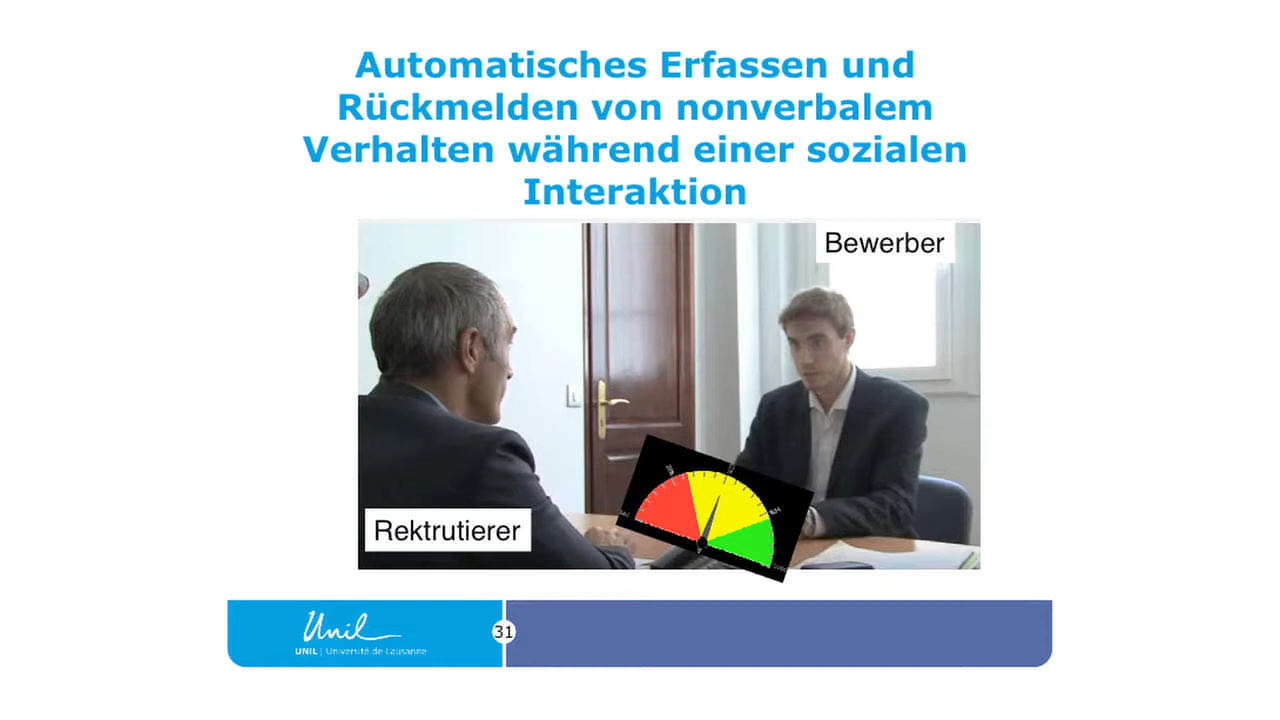 Automatisches Erfassen und
Rückmelden von nonverbalem
Verhalten während einer sozialen
Interaktion
Bewerber
Rektrutierer
Unil
UNIL | Université de Lausanne
31